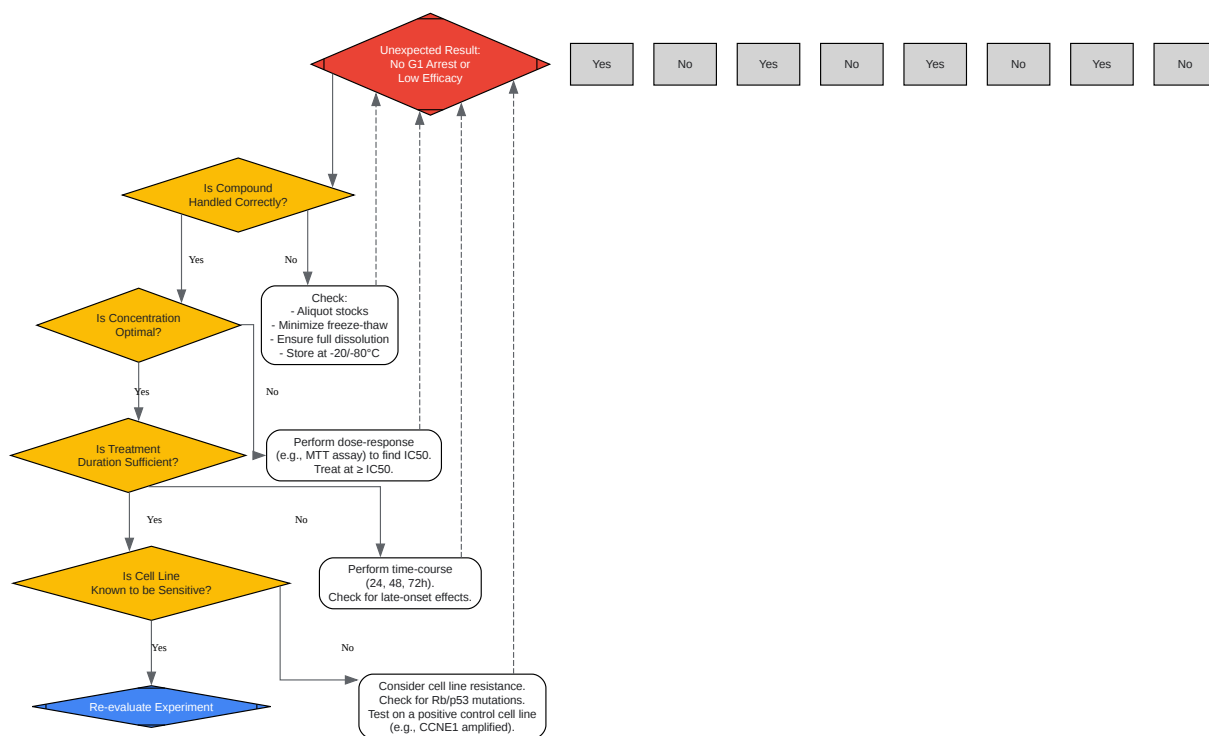 Unexpected Result:
No G1 Arrest or
Low Efficacy
Yes
No
Yes
No
Yes
No
Yes
No
Is Compound
Handled Correctly?
Yes
No
Is Concentration
Optimal?
Check:
- Aliquot stocks
- Minimize freeze-thaw
- Ensure full dissolution
- Store at -20/-80°C
Yes
No
Is Treatment
Duration Sufficient?
Perform dose-response
(e.g., MTT assay) to find IC50.
Treat at ≥ IC50.
Yes
No
Is Cell Line
Known to be Sensitive?
Perform time-course
(24, 48, 72h).
Check for late-onset effects.
Yes
No
Re-evaluate Experiment
Consider cell line resistance.
Check for Rb/p53 mutations.
Test on a positive control cell line
(e.g., CCNE1 amplified).